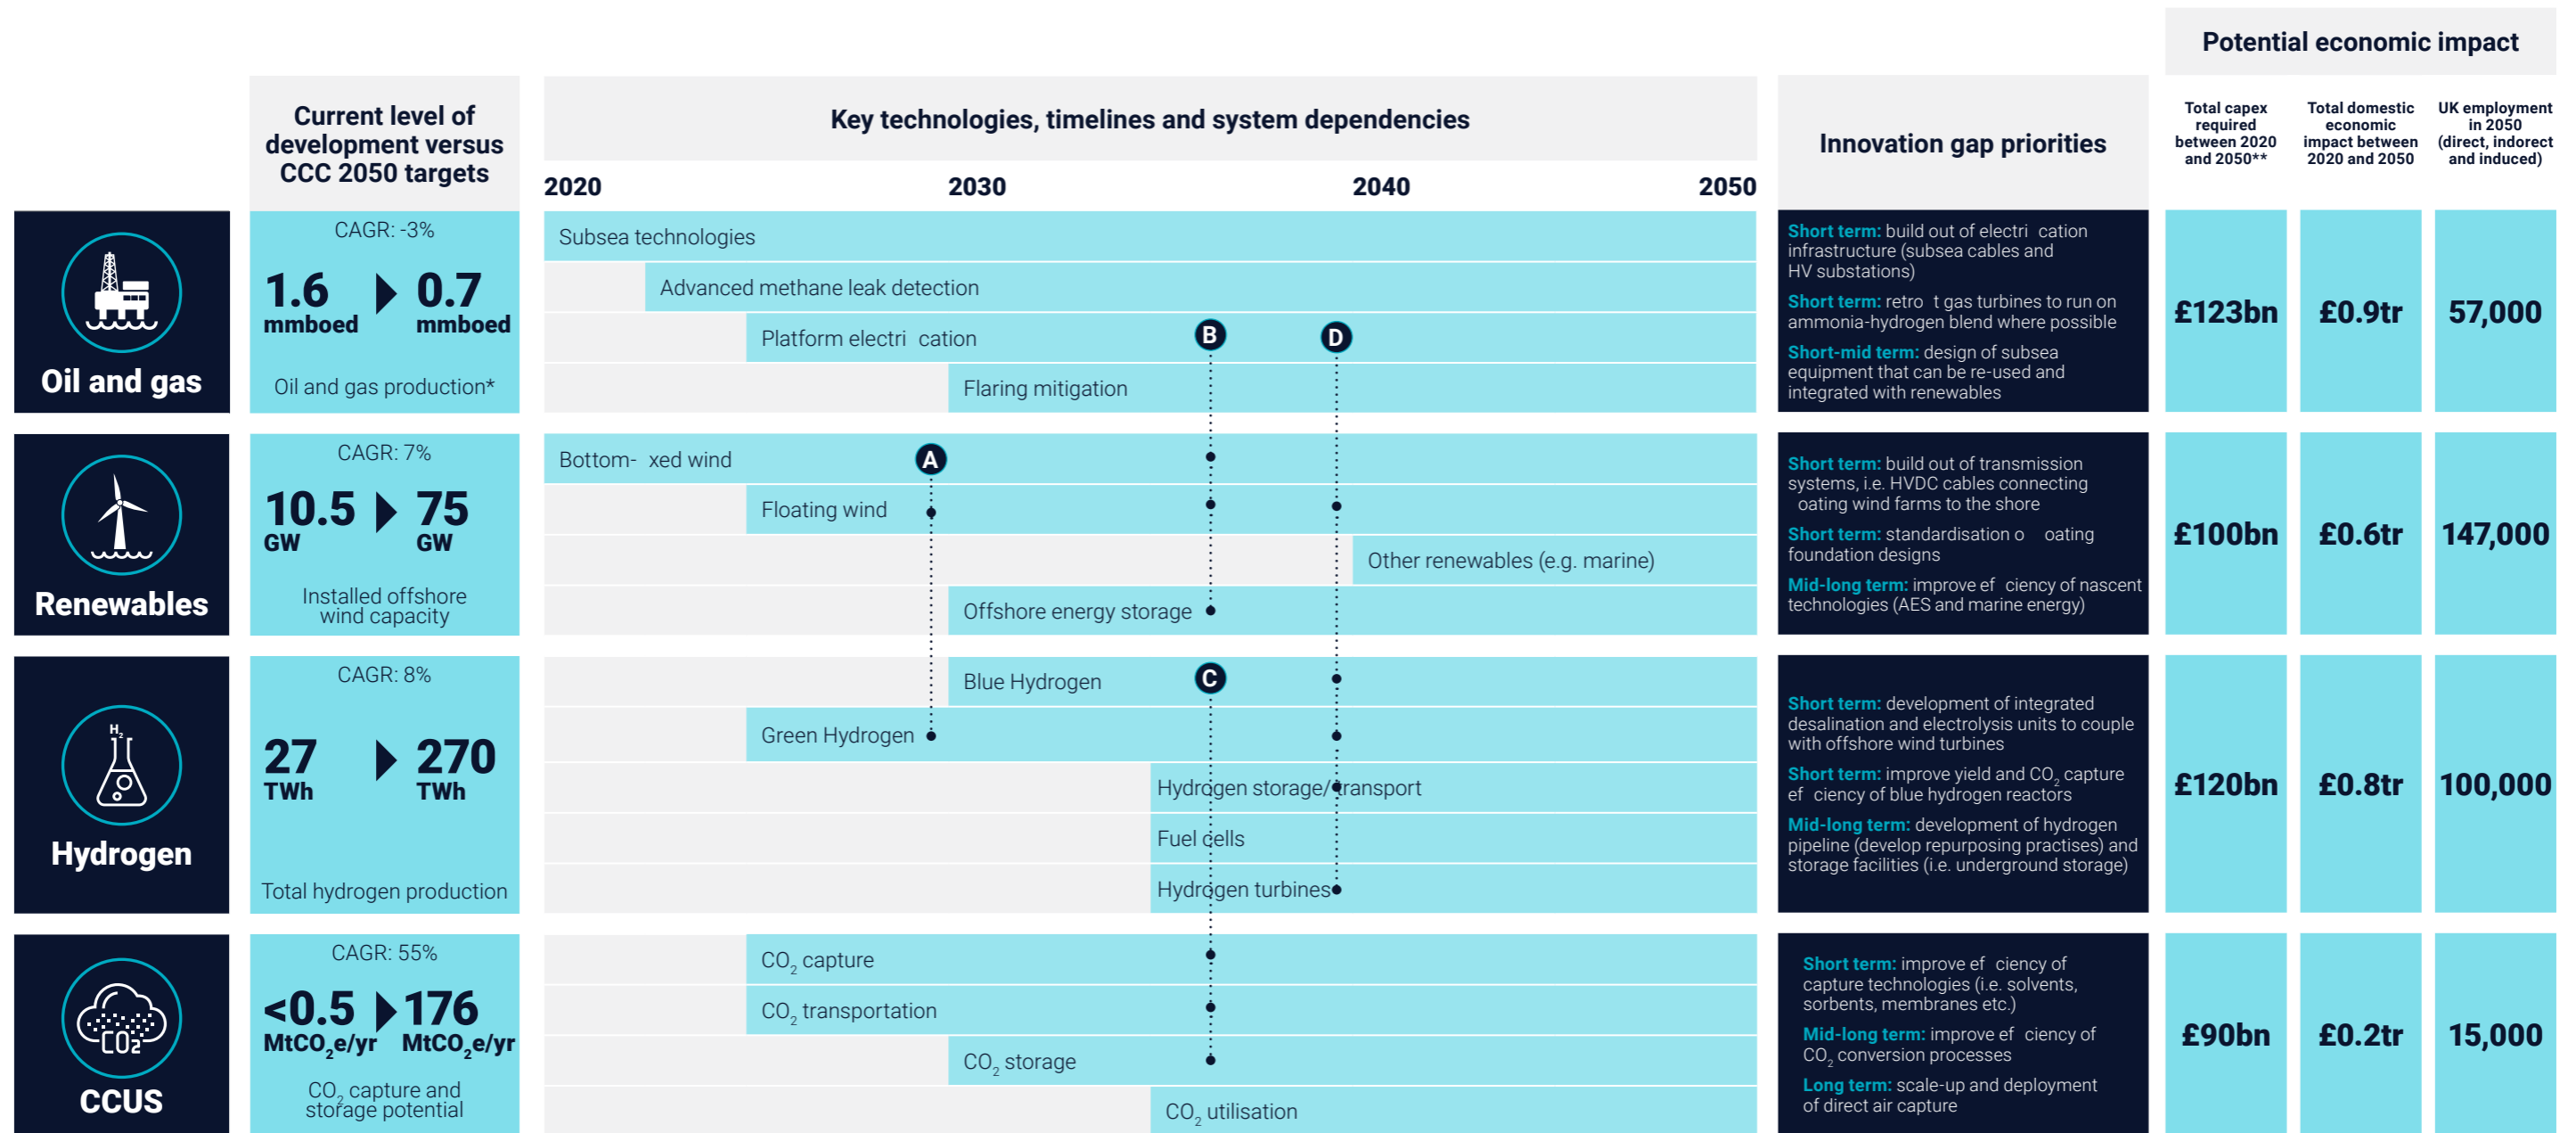 Potential economic impact
Current level of
development versus
CCC 2050 targets
Key technologies, timelines and system dependencies
Innovation gap priorities
Total capex
required
between 2020
and 2050**
Total domestic
economic
impact between
2020 and 2050
UK employment
in 2050
(direct, indorect
and induced)
2020 2030 2040 2050
Oil and gas
CAGR: -3%
1.6 0.7
mmboed mmboed
Oil and gas production*
Subsea technologies
Advanced methane leak detection
Platform electri cation
B
D
Flaring mitigation
Short term: build out of electri cation
infrastructure (subsea cables and
HV substations)
Short term: retro t gas turbines to run on
ammonia-hydrogen blend where possible
Short-mid term: design of subsea
equipment that can be re-used and
integrated with renewables
£123bn £0.9tr 57,000
Renewables
CAGR: 7%
10.5 75
GW GW
Installed offshore
wind capacity
Bottom- xed wind
A
Floating wind
Other renewables (e.g. marine)
Offshore energy storage
Short term: build out of transmission
systems, i.e. HVDC cables connecting
oating wind farms to the shore
Short term: standardisation o oating
foundation designs
Mid-long term: improve ef ciency of nascent
technologies (AES and marine energy)
£100bn £0.6tr 147,000
H2
Hydrogen
CAGR: 8%
27 270
TWh TWh
Total hydrogen production
Blue Hydrogen
C
Green Hydrogen
Hydrogen storage/transport
Fuel cells
Hydrogen turbines
Short term: development of integrated
desalination and electrolysis units to couple
with offshore wind turbines
Short term: improve yield and CO2 capture
ef ciency of blue hydrogen reactors
Mid-long term: development of hydrogen
pipeline (develop repurposing practises) and
storage facilities (i.e. underground storage)
£120bn £0.8tr 100,000
CO2
CCUS
CAGR: 55%
<0.5 176
MtCO2e/yr MtCO2e/yr
CO2 capture and
storage potential
CO2 capture
CO2 transportation
CO2 storage
CO2 utilisation
Short term: improve ef ciency of
capture technologies (i.e. solvents,
sorbents, membranes etc.)
Mid-long term: improve ef ciency of
CO2 conversion processes
Long term: scale-up and deployment
of direct air capture
£90bn £0.2tr 15,000